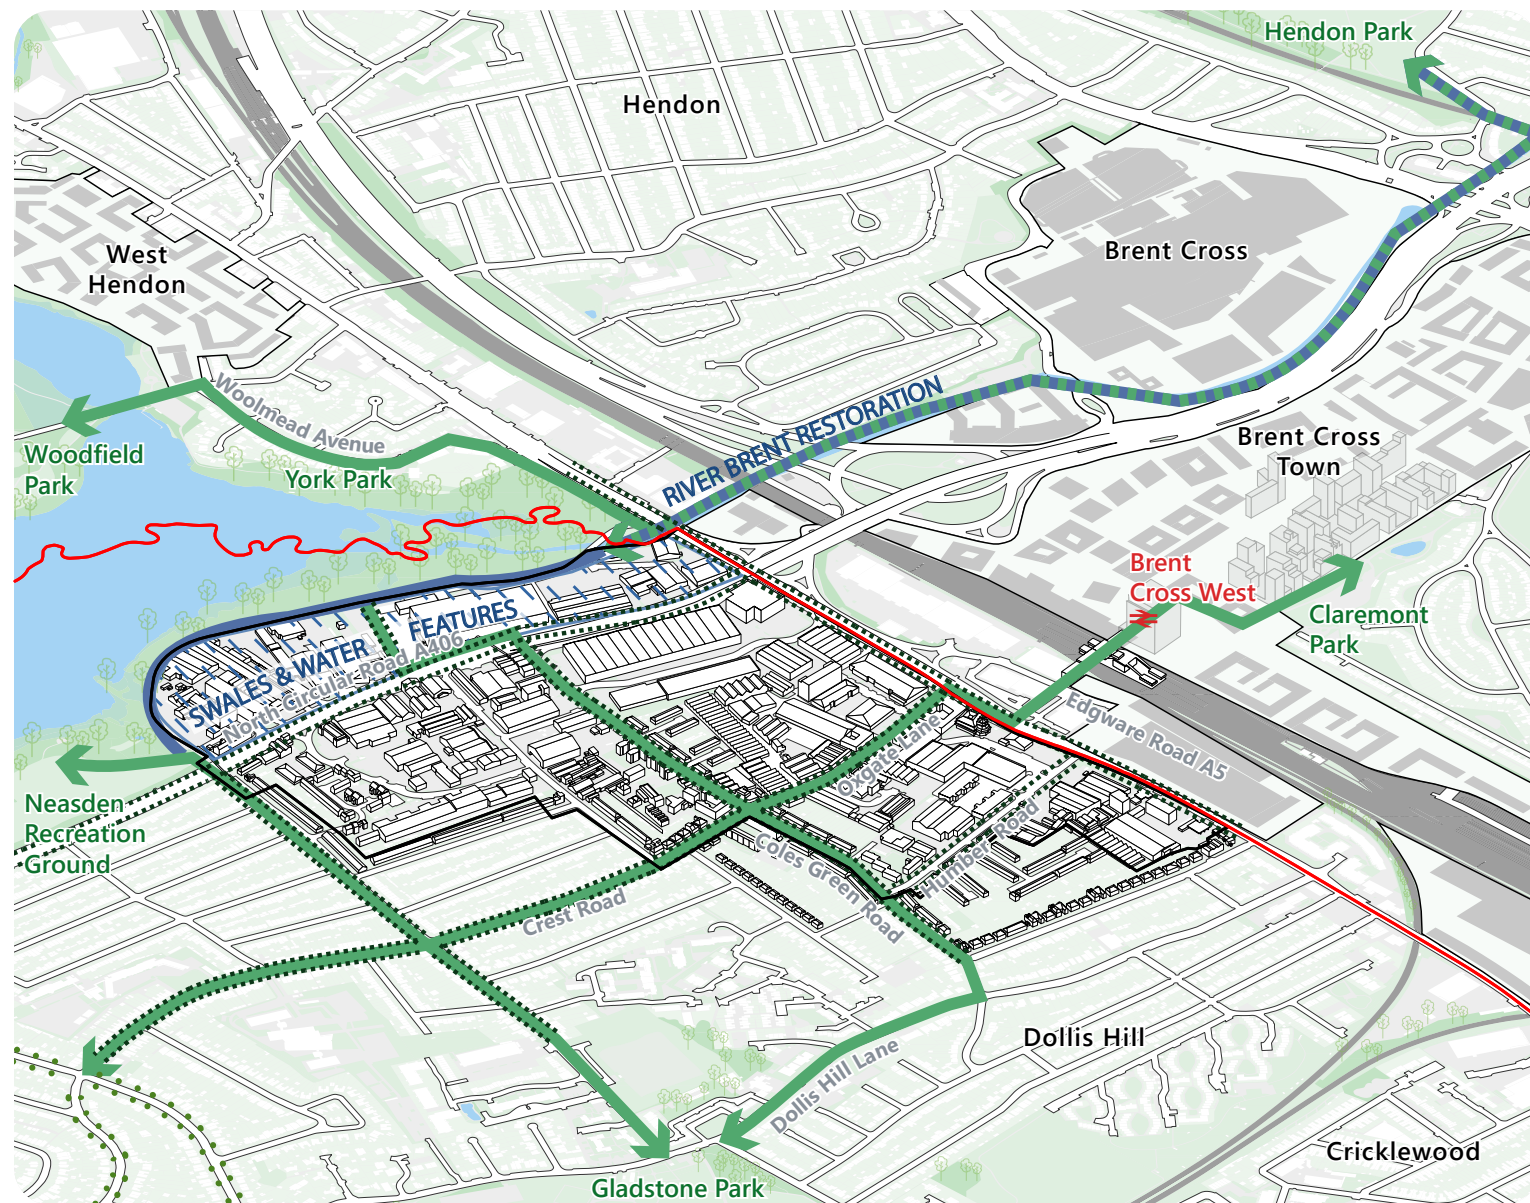 Hendon Park
Hendon
West
Hendon
Brent Cross
Woolmead Avenue
RIVER BRENT RESTORATION
Woodfield
Park
York Park
Brent Cross
Town
Brent
Cross West
Claremont
Park
SWALES & WATER
FEATURES
North Circular Road A406
Edgware Road A5
Oxgate Lane
Neasden
Recreation
Ground
Humber Road
Coles Green Road
Crest Road
Dollis Hill
Dollis Hill Lane
Cricklewood
Gladstone Park